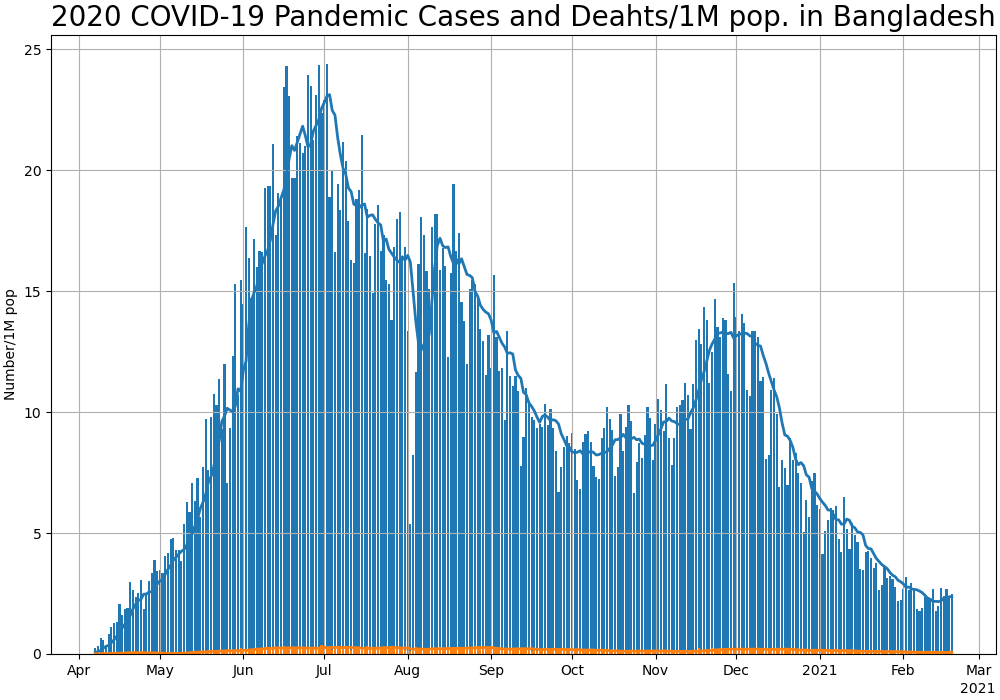 2020 COVID-19 Pandemic Cases and Deahts/1M pop. in Bangladesh
25
20
15
10
5
0
Number/1M pop
Apr May Jun Jul Aug Sep Oct Nov Dec 2021 Feb Mar
2021